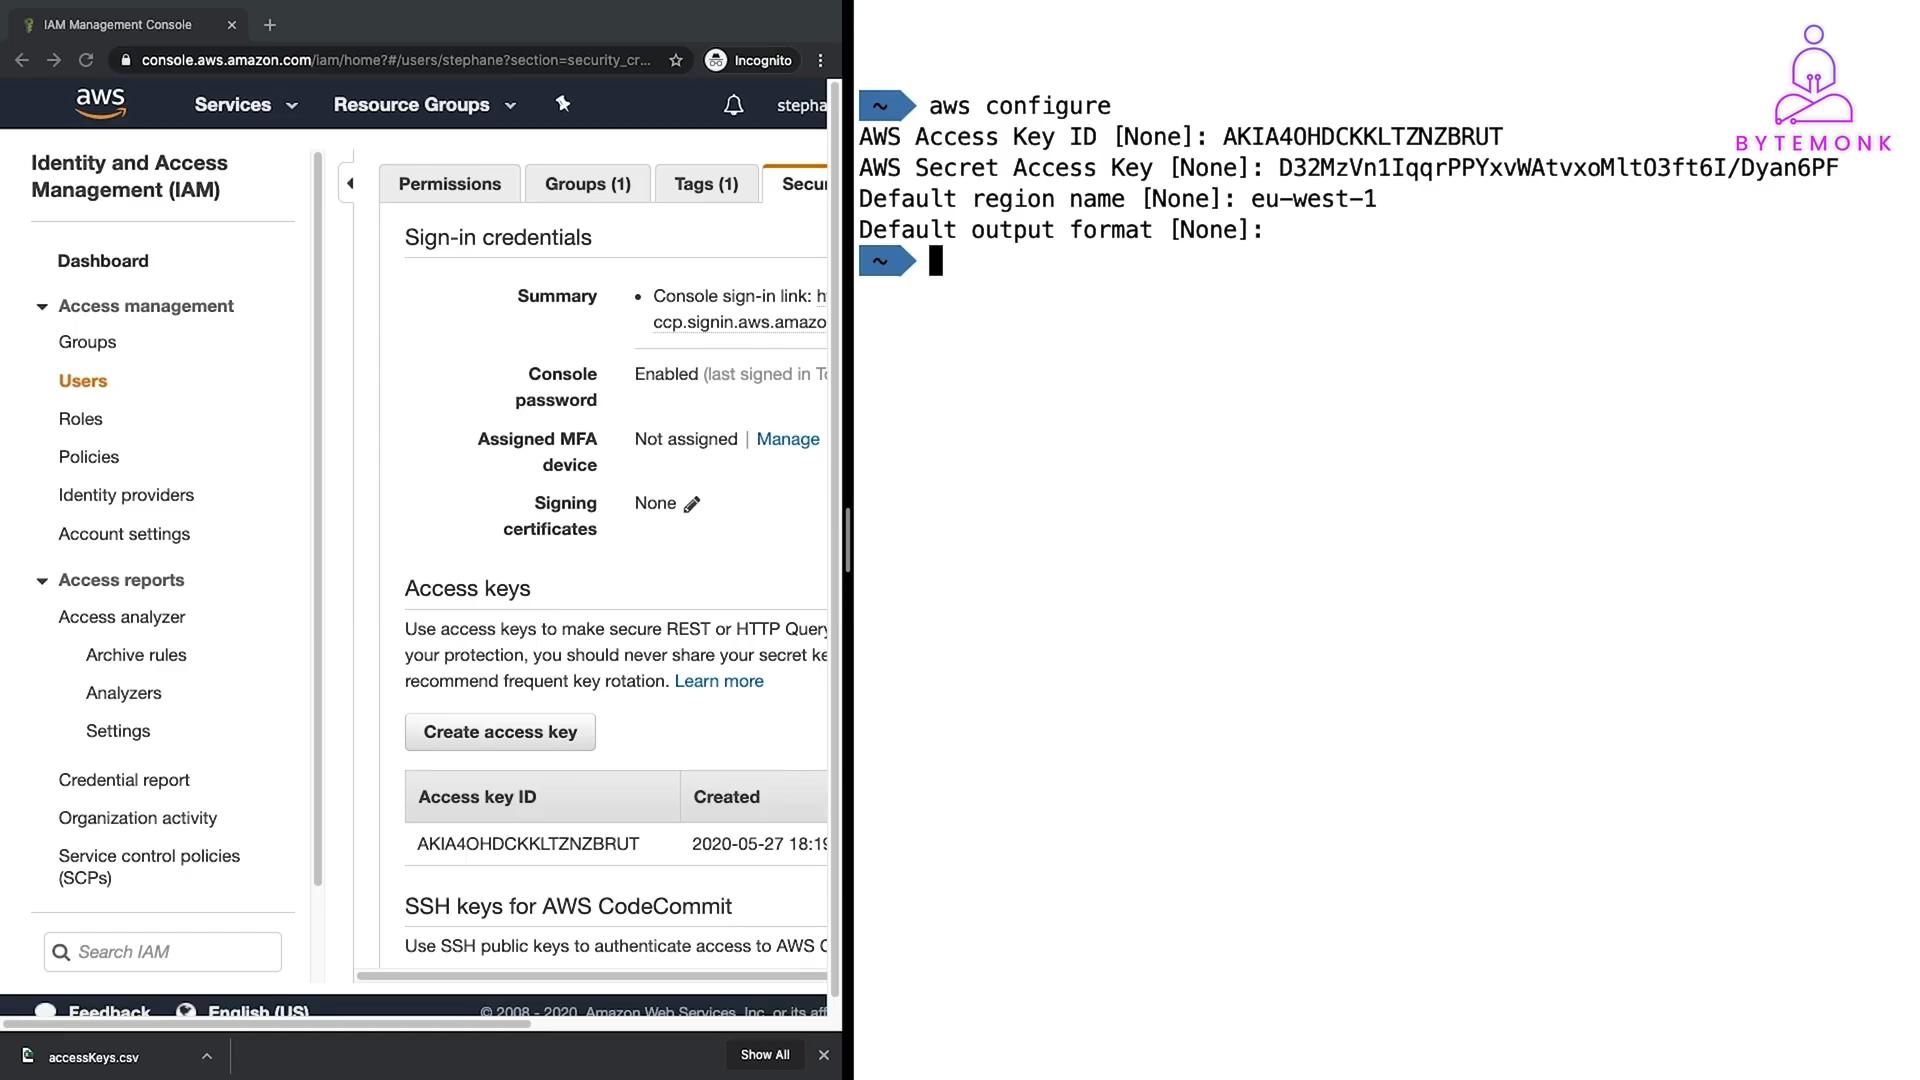 IAM Management Console
console.aws.amazon.com/iam/home?#/users/stephane?section=security_cr...
Incognito
aws
Services
Resource Groups
stepha
Identity and Access
Management (IAM)
Dashboard
Access management
Groups
Users
Roles
Policies
Identity providers
Account settings
Access reports
Access analyzer
Archive rules
Analyzers
Settings
Credential report
Organization activity
Service control policies
(SCPs)
Search IAM
Permissions
Groups (1)
Tags (1)
Secur
Sign-in credentials
Summary
• Console sign-in link: h
ccp.signin.aws.amazo
Console
password
Enabled (last signed in To
Assigned MFA
device
Not assigned | Manage
Signing
certificates
None
Access keys
Use access keys to make secure REST or HTTP Query
your protection, you should never share your secret ke
recommend frequent key rotation. Learn more
Create access key
Access key ID
Created
AKIA4OHDCKKLTZNZBRUT
2020-05-27 18:19
SSH keys for AWS CodeCommit
Use SSH public keys to authenticate access to AWS C
Feedback
English (US)
© 2008 - 2020, Amazon Web Services, Inc. or its aff
accessKeys.csv
Show All
~ aws configure
AWS Access Key ID [None]: AKIA4OHDCKKLTZNZBRUT
AWS Secret Access Key [None]: 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
Default region name [None]: eu-west-1
Default output format [None]:
~
BYTEMONK